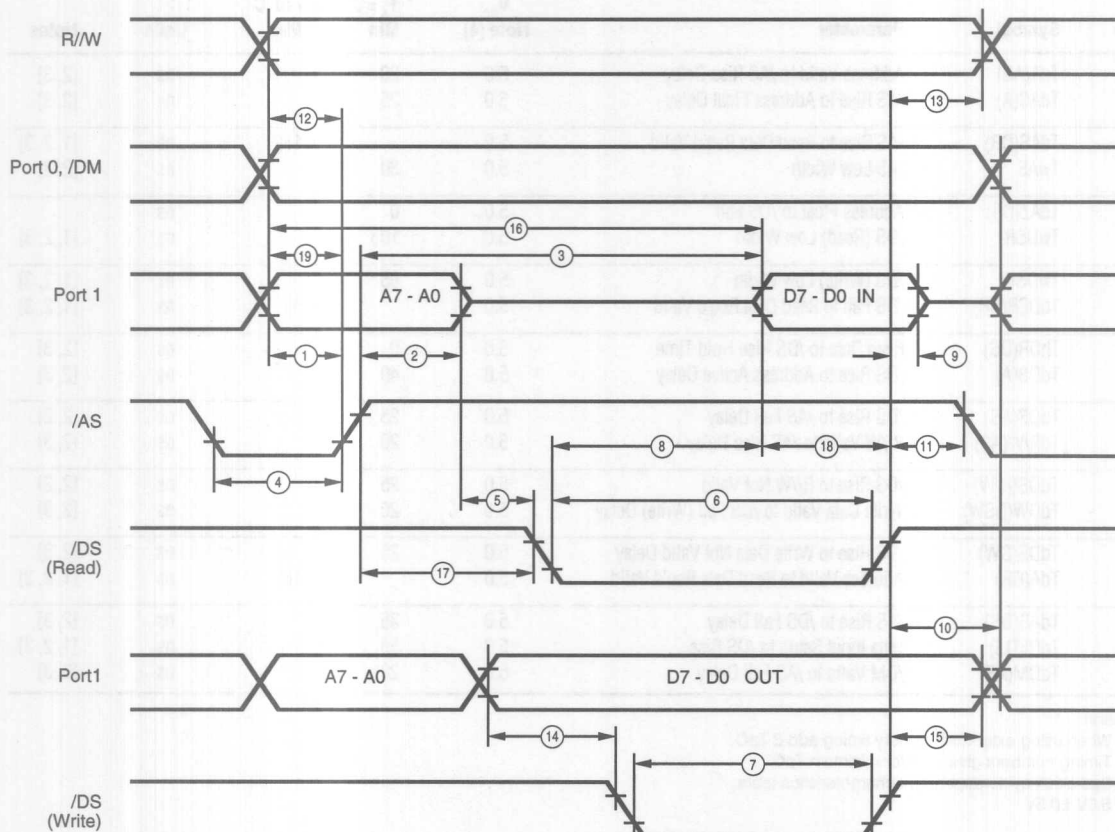 R//W
13
12
Port 0, /DM
16
19
3
Port 1
A7 - A0
D7 - D0 IN
1
2
9
/AS
8
18
11
4
5
6
/DS
(Read)
17
10
Port1
A7 - A0
D7 - D0 OUT
14
15
7
/DS
(Write)